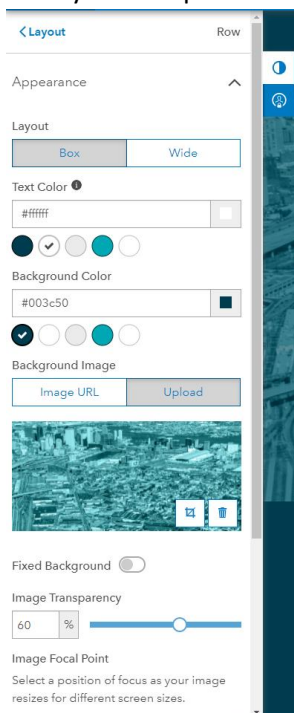 <Layout Row
Appearance
Layout
Box Wide
Text Color
#ffffff
Background Color
#003c50
Background Image
Image URL Upload
Fixed Background
Image Transparency
60 %
Image Focal Point
Select a position of focus as your image
resizes for different screen sizes.